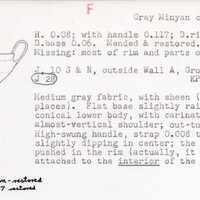 F
Gray Minyan c
H. 0.08; with handle 0.117; D.ri
D.base 0.06. Mended & restored.
Missing: most of rim and parts o
J, 10 S & N, outside Wall A, Gro
J 28
KP
Medium gray fabric, with sheen (
places). Flat base slightly rai
conical lower body, with carinat
almost-vertical shoulder; out-tu
High-swung handle, strap 0.008 t
slightly dipping in center; the
pushed in the rim (actually, it
attached to the interior of the
restored
7 restored